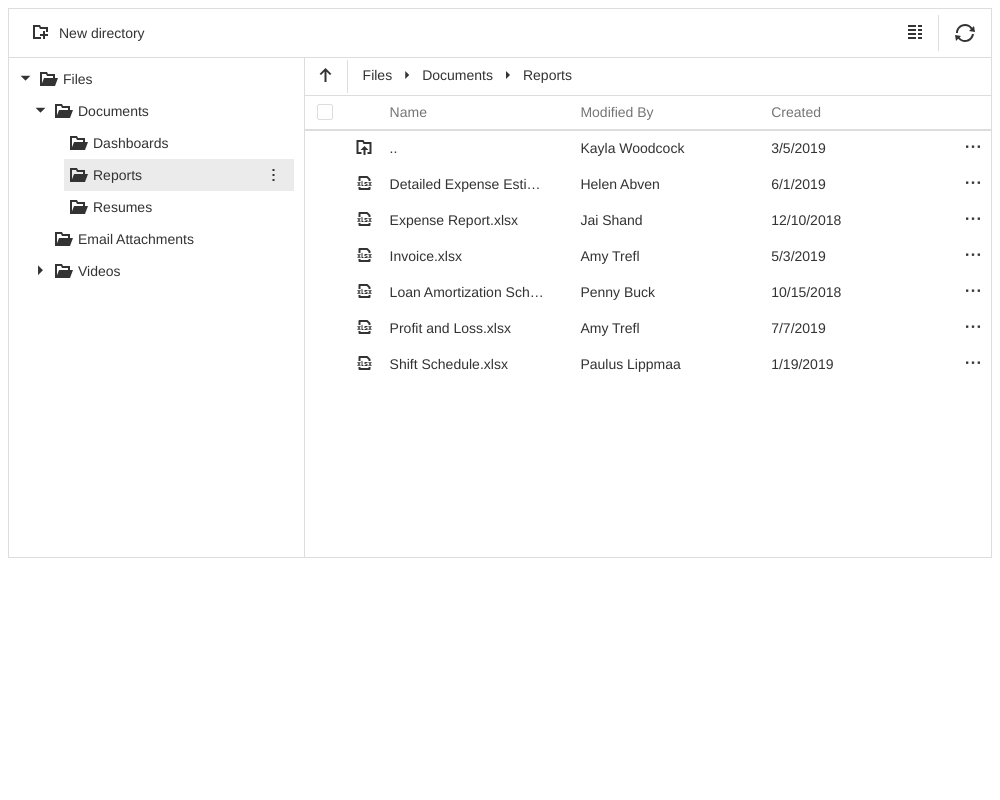 New directory
Files
Documents
Dashboards
Reports
Resumes
Email Attachments
Videos
Files Documents Reports
Name Modified By Created
.. Kayla Woodcock 3/5/2019
Detailed Expense Esti... Helen Abven 6/1/2019
Expense Report.xlsx Jai Shand 12/10/2018
Invoice.xlsx Amy Trefl 5/3/2019
Loan Amortization Sch... Penny Buck 10/15/2018
Profit and Loss.xlsx Amy Trefl 7/7/2019
Shift Schedule.xlsx Paulus Lippmaa 1/19/2019